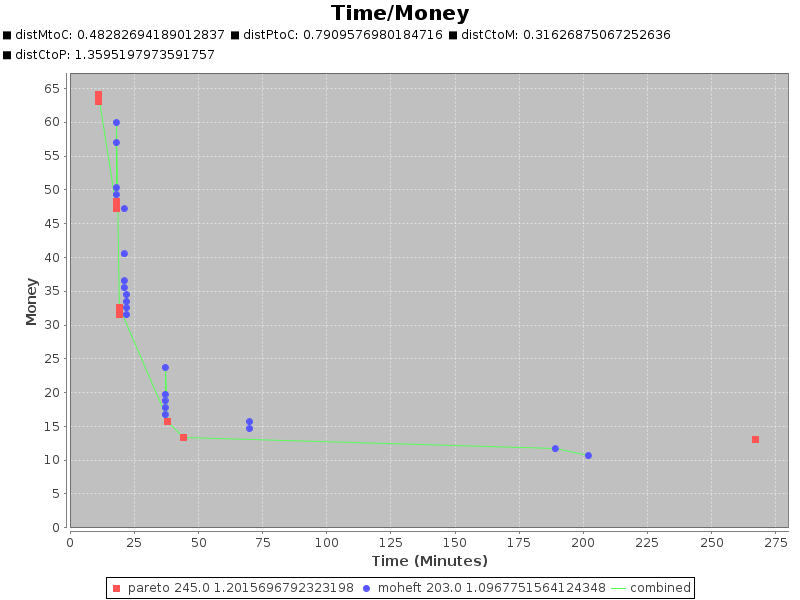 Time/Money
distMtoC: 0.48282694189012837 distPtoC: 0.7909576980184716 distCtoM: 0.31626875067252636
distCtoP: 1.3595197973591757
65
60
55
50
45
40
35
30
25
20
15
10
5
0
Money
0 25 50 75 100 125 150 175 200 225 250 275
Time (Minutes)
pareto 245.0 1.2015696792323198 moheft 203.0 1.0967751564124348 combined